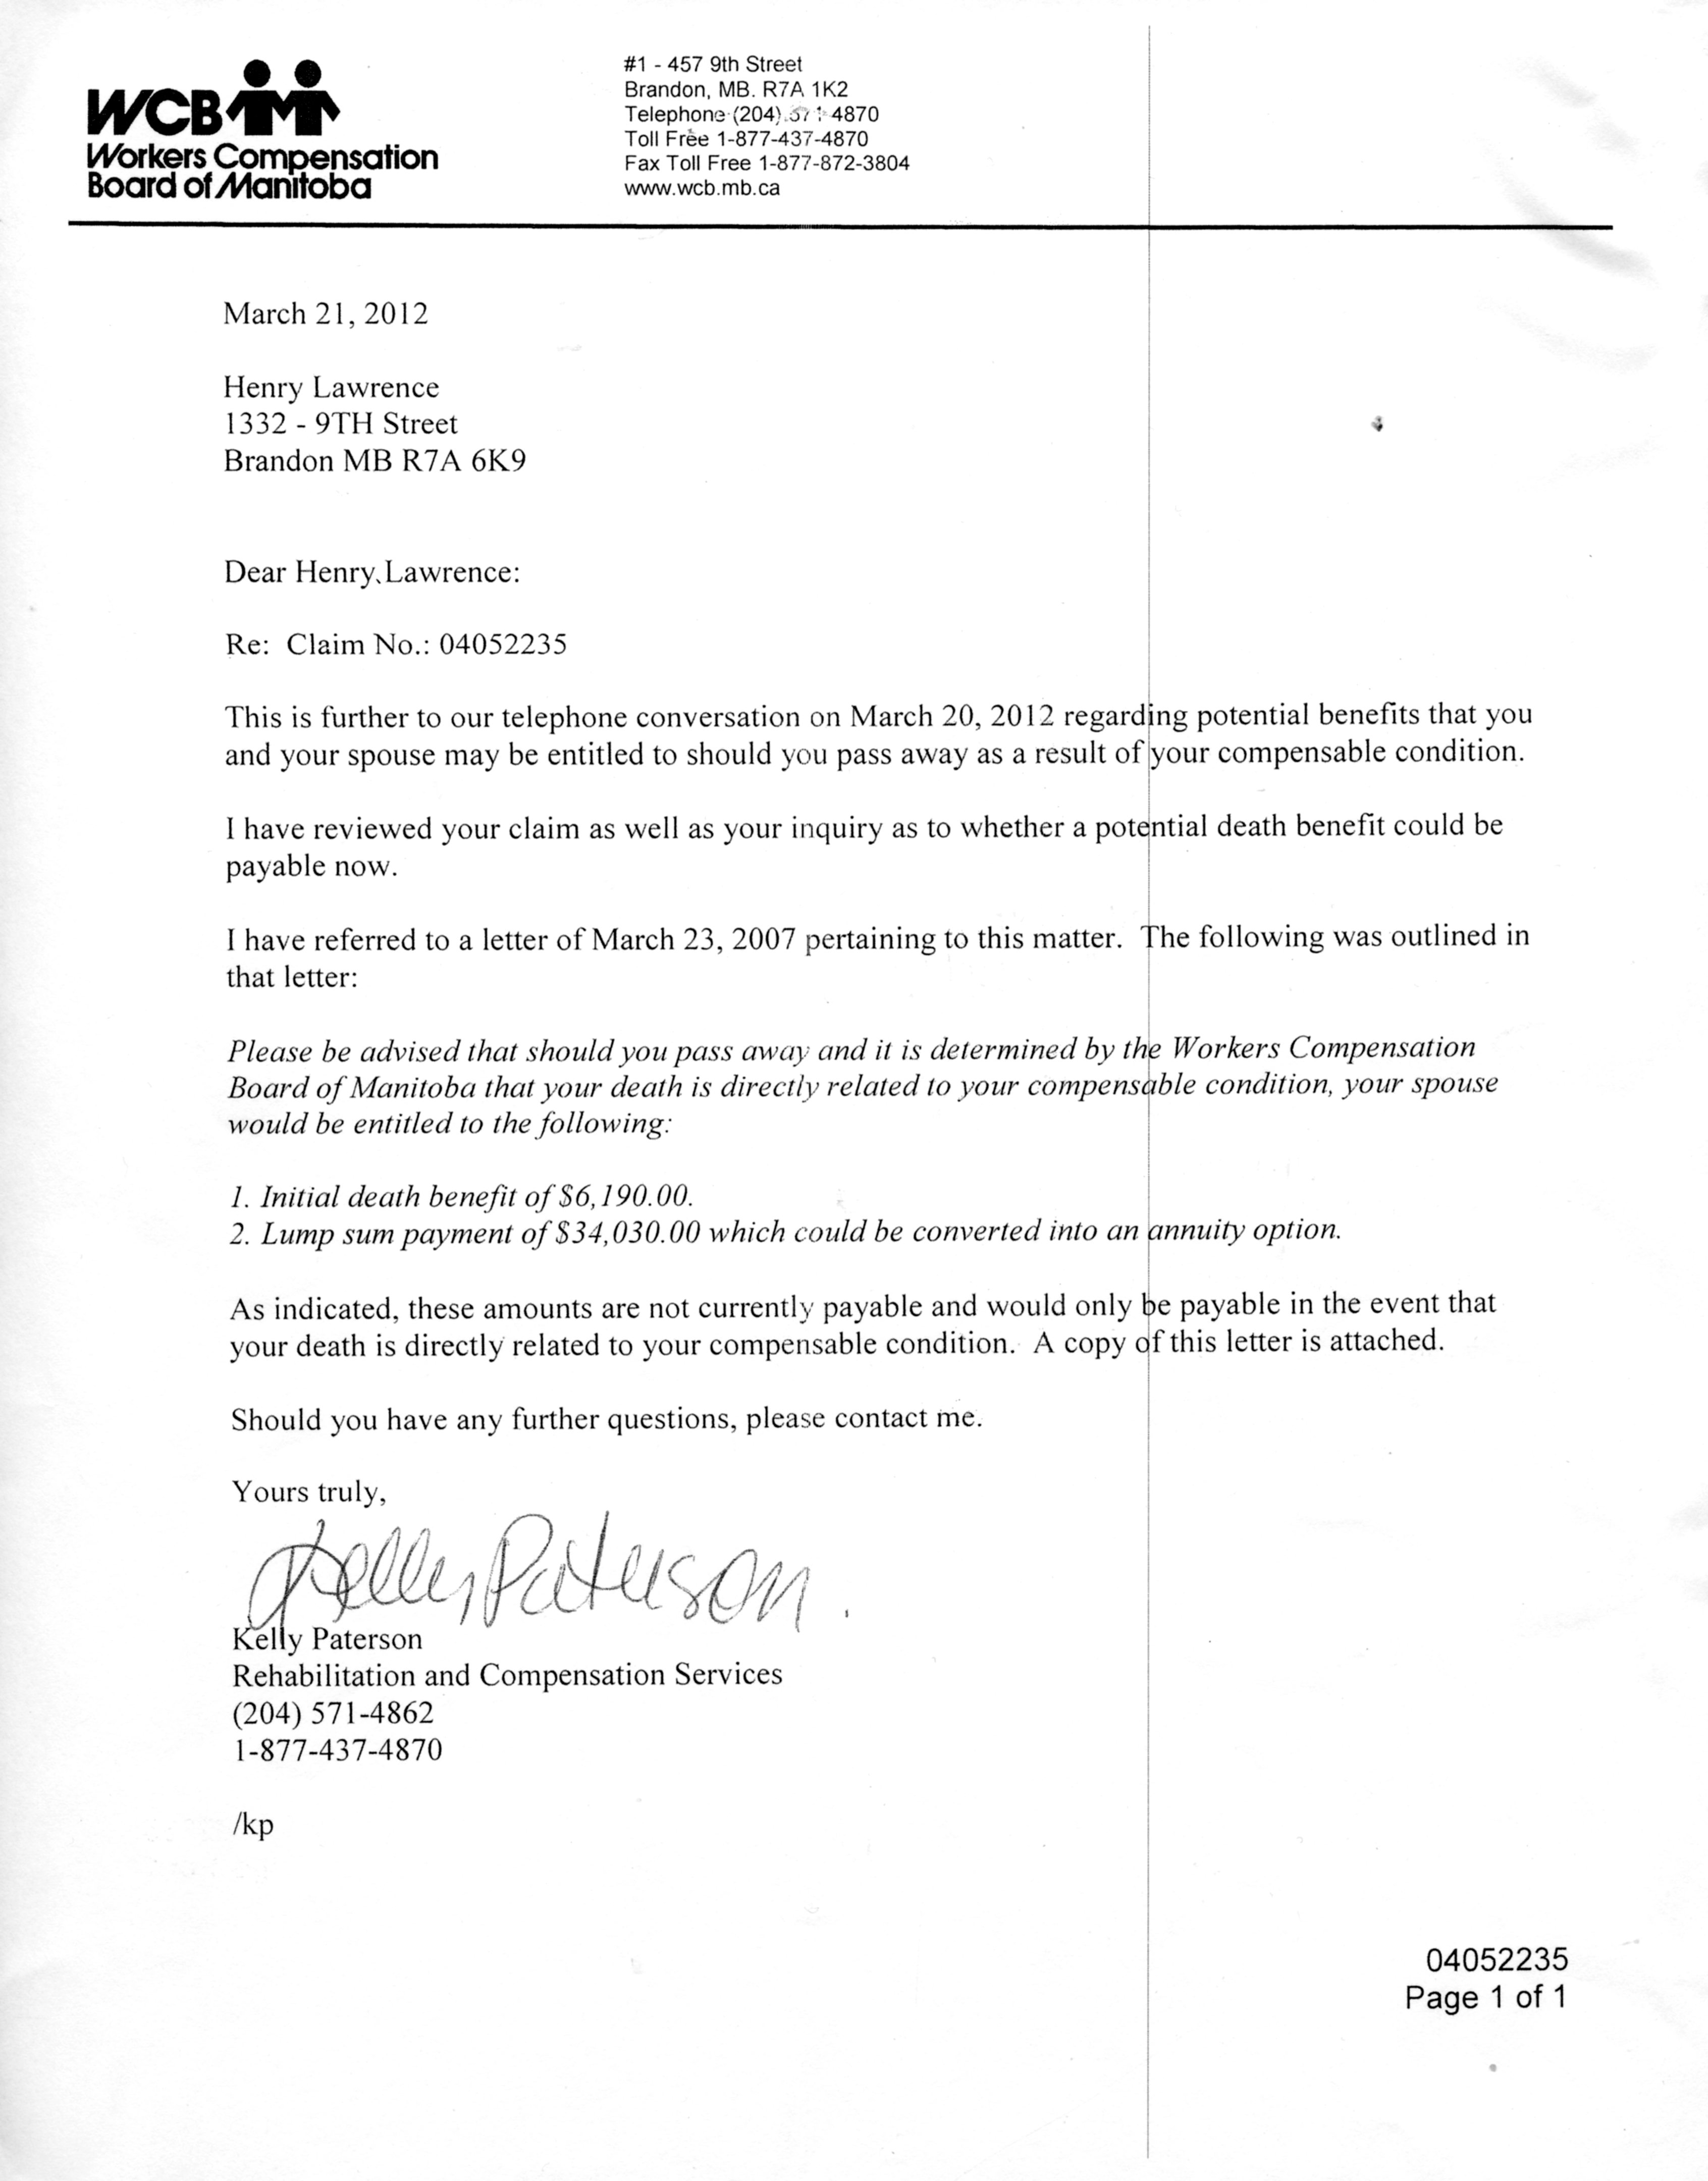 WCB
Workers Compensation
Board of Manitoba
#1 - 457 9th Street
Brandon, MB. R7A 1K2
Telephone (204) 571-4870
Toll Free 1-877-437-4870
Fax Toll Free 1-877-872-3804
www.wcb.mb.ca
March 21, 2012
Henry Lawrence
1332 - 9TH Street
Brandon MB R7A 6K9
Dear Henry Lawrence:
Re: Claim No.: 04052235
This is further to our telephone conversation on March 20, 2012 regarding potential benefits that you
and your spouse may be entitled to should you pass away as a result of your compensable condition.
I have reviewed your claim as well as your inquiry as to whether a potential death benefit could be
payable now.
I have referred to a letter of March 23, 2007 pertaining to this matter. The following was outlined in
that letter:
Please be advised that should you pass away and it is determined by the Workers Compensation
Board of Manitoba that your death is directly related to your compensable condition, your spouse
would be entitled to the following:
1. Initial death benefit of $6,190.00.
2. Lump sum payment of $34,030.00 which could be converted into an annuity option.
As indicated, these amounts are not currently payable and would only be payable in the event that
your death is directly related to your compensable condition. A copy of this letter is attached.
Should you have any further questions, please contact me.
Yours truly,
Kelly Paterson
Kelly Paterson
Rehabilitation and Compensation Services
(204) 571-4862
1-877-437-4870
/kp
04052235
Page 1 of 1